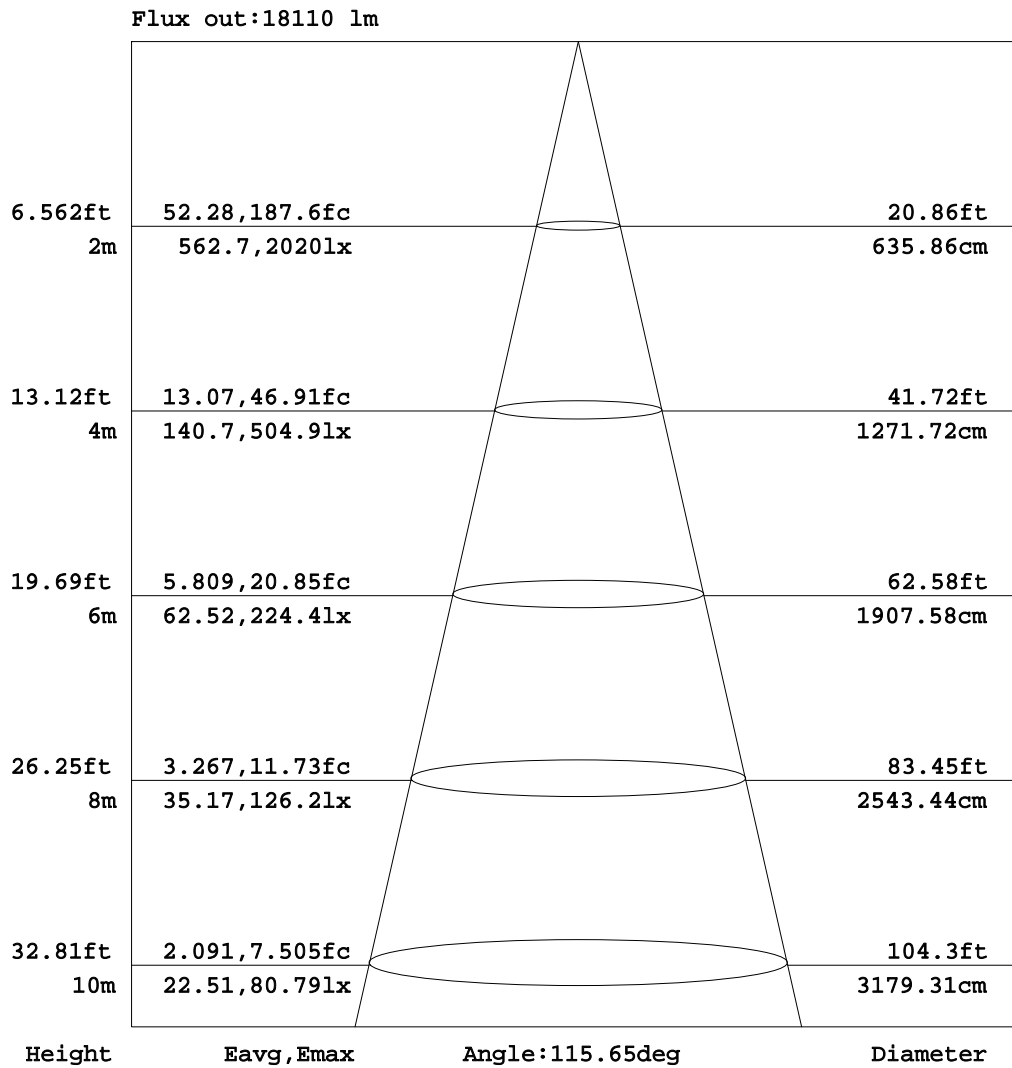 Flux out:18110 lm
6.562ft 52.28,187.6fc 20.86ft
2m 562.7,2020lx 635.86cm
13.12ft 13.07,46.91fc 41.72ft
4m 140.7,504.9lx 1271.72cm
19.69ft 5.809,20.85fc 62.58ft
6m 62.52,224.4lx 1907.58cm
26.25ft 3.267,11.73fc 83.45ft
8m 35.17,126.2lx 2543.44cm
32.81ft 2.091,7.505fc 104.3ft
10m 22.51,80.79lx 3179.31cm
Height Eavg,Emax Angle:115.65deg Diameter